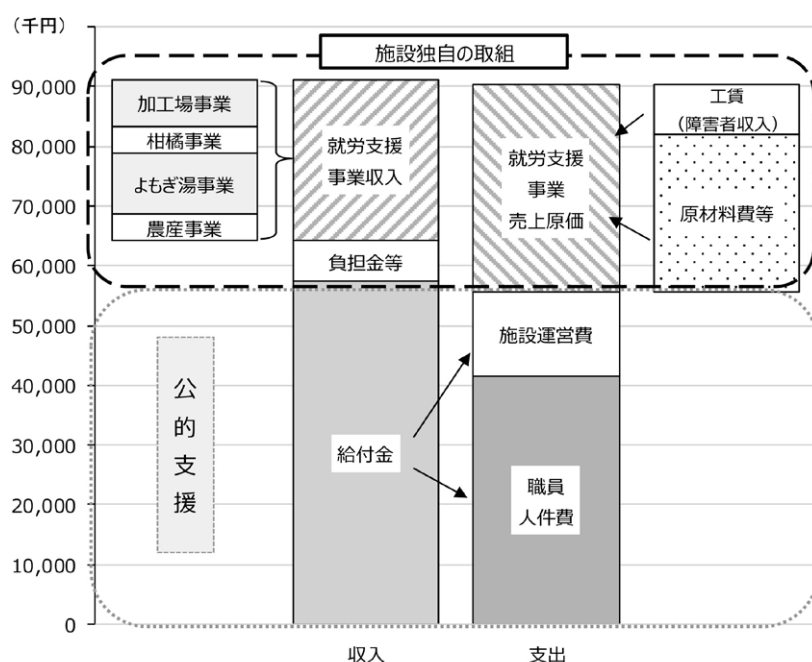 (千円)
施設独自の取組
90,000
80,000
70,000
60,000
50,000
40,000
30,000
20,000
10,000
0
加工場事業
柑橘事業
よもぎ湯事業
農産事業
就労支援
事業収入
負担金等
給付金
就労支援
事業
売上原価
施設運営費
職員
人件費
工賃
(障害者収入)
原材料費等
公的支援
収入
支出